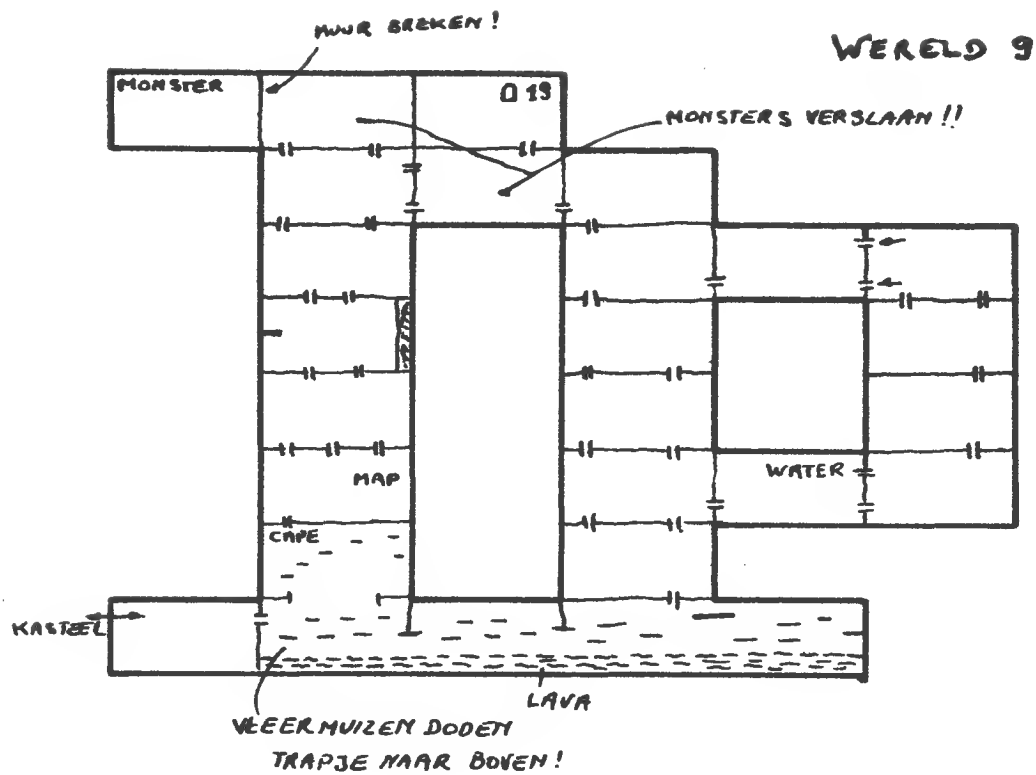 MUUR BREKEN!
WERELD 9
MONSTER
19
MONSTERS VERSLAAN!!
MAP
WATER
CAPE
KASTEEL
LAVA
VLEERMUIZEN DODEN
TRAPJE NAAR BOVEN!